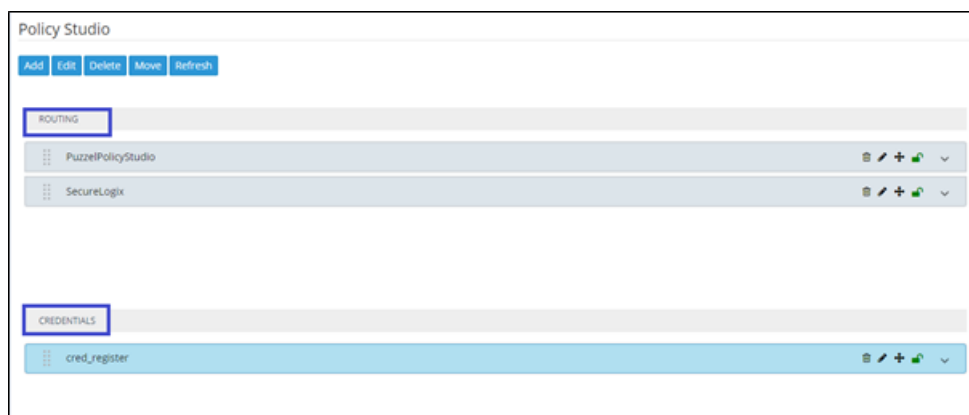 Policy Studio
Add Edit Delete Move Refresh
ROUTING
PuzzelPolicyStudio
SecureLogix
CREDENTIALS
cred_register